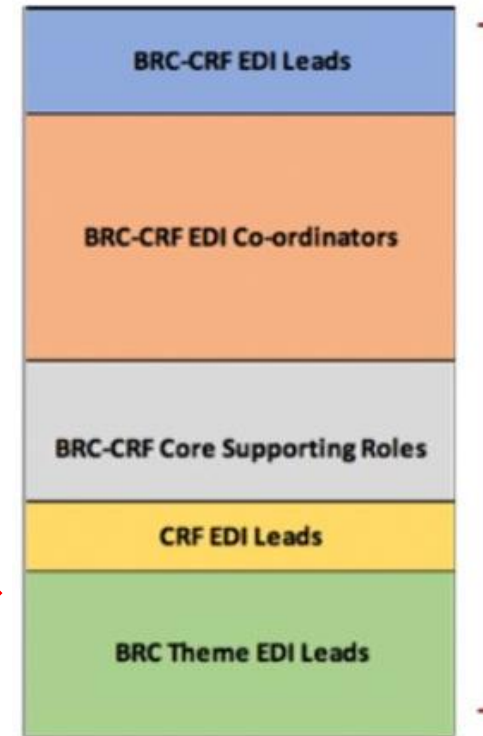 BRC-CRF EDI Leads
BRC-CRF EDI Co-ordinators
BRC-CRF Core Supporting Roles
CRF EDI Leads
BRC Theme EDI Leads